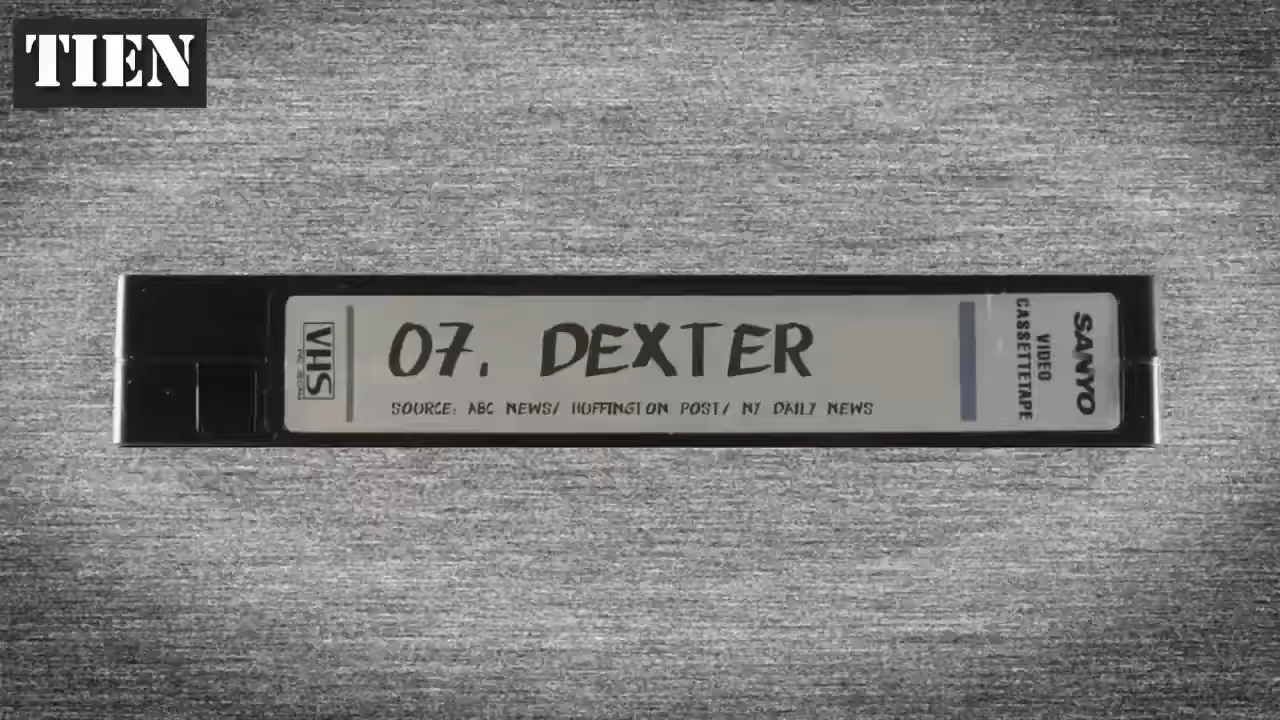 TIEN
VHS
07. DEXTER
SOURCE: ABC NEWS/ HUFFINGTON POST/ NY DAILY NEWS
VIDEO
CASSETTETAPE
SANYO